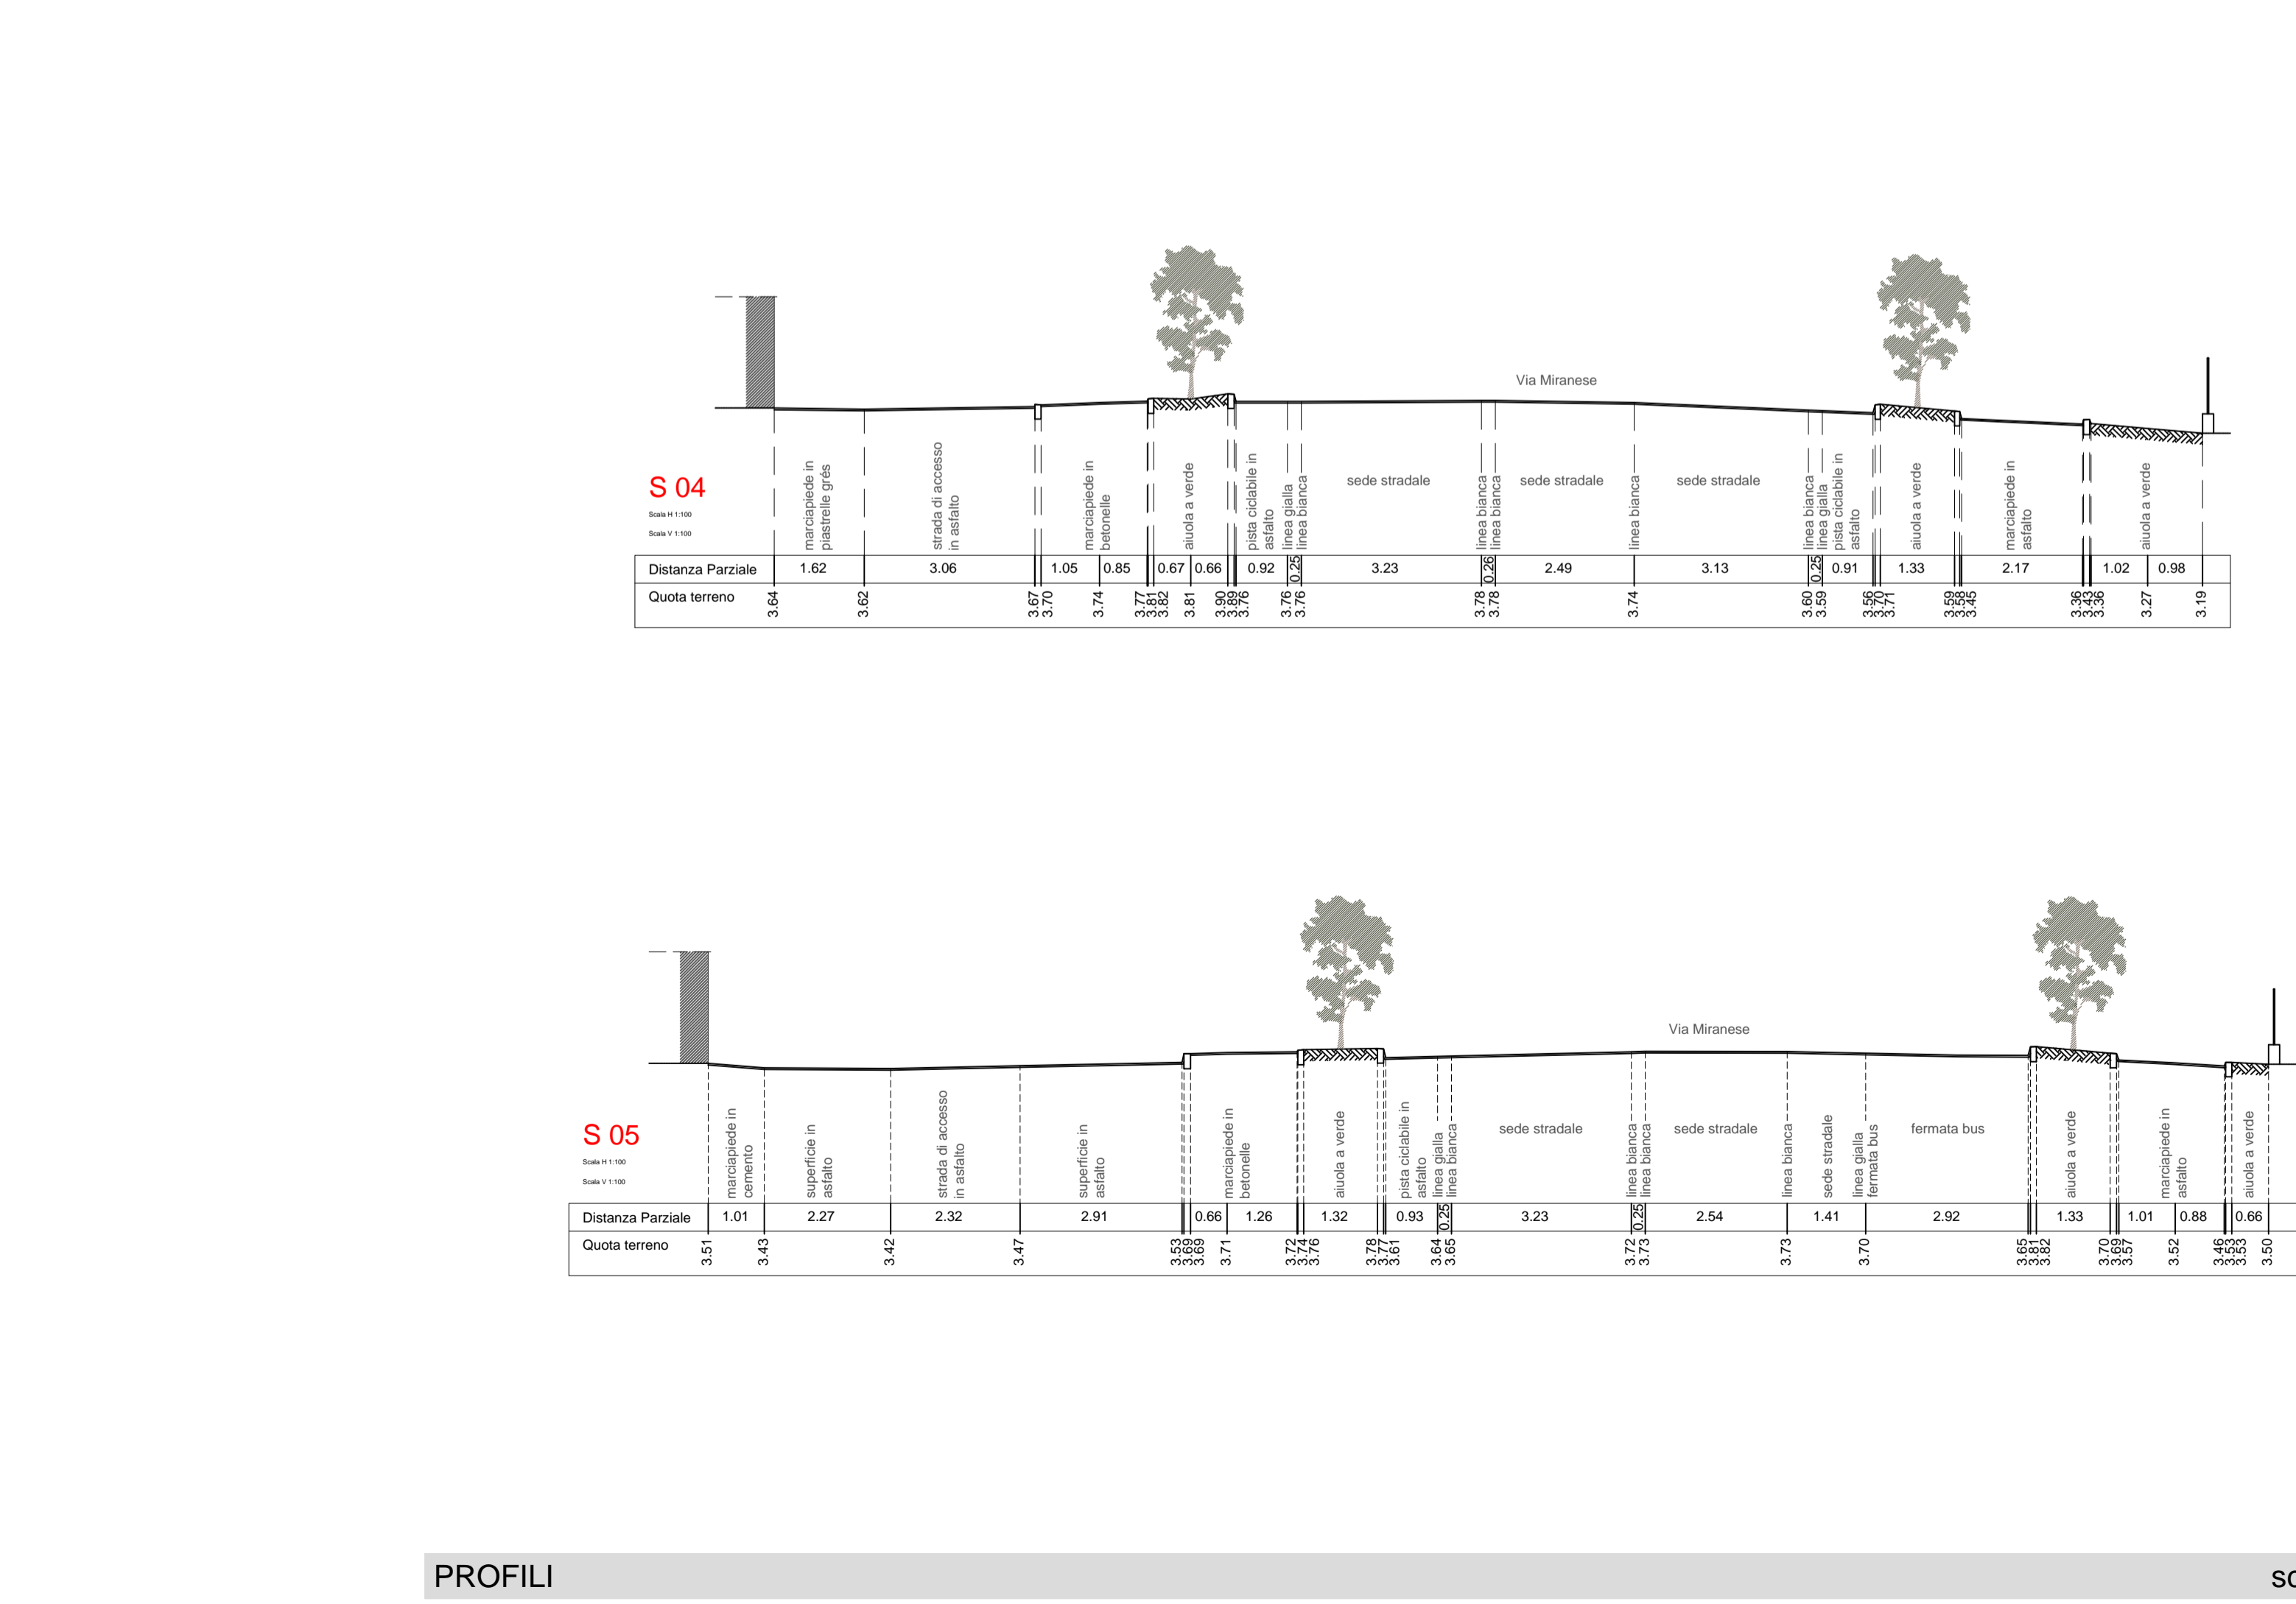 Via Miranese
S 04
Scala H 1:100
Scala V 1:100
marciapiede in
piastrelle grés
strada di accesso
in asfalto
marciapiede in
betonelle
aiuola a verde
pista ciclabile in
asfalto
linea gialla
linea bianca
sede stradale
linea bianca
linea bianca
sede stradale
linea bianca
sede stradale
linea bianca
linea gialla
pista ciclabile in
asfalto
aiuola a verde
marciapiede in
asfalto
aiuola a verde
Distanza Parziale 1.62 3.06 1.05 0.85 0.67 0.66 0.92 0.25 3.23 0.26 2.49 3.13 0.25 0.91 1.33 2.17 1.02 0.98
Quota terreno 3.64 3.62 3.67 3.70 3.74 3.77 3.81 3.82 3.81 3.90 3.89 3.76 3.76 3.76 3.78 3.78 3.74 3.60 3.59 3.56 3.70 3.71 3.59 3.58 3.45 3.36 3.43 3.36 3.27 3.19
Via Miranese
S 05
Scala H 1:100
Scala V 1:100
marciapiede in
cemento
superficie in
asfalto
strada di accesso
in asfalto
superficie in
asfalto
marciapiede in
betonelle
aiuola a verde
pista ciclabile in
asfalto
linea gialla
linea bianca
sede stradale
linea bianca
linea bianca
sede stradale
linea bianca
sede stradale
linea gialla
fermata bus
fermata bus
aiuola a verde
marciapiede in
asfalto
aiuola a verde
Distanza Parziale 1.01 2.27 2.32 2.91 0.66 1.26 1.32 0.93 0.25 3.23 0.25 2.54 1.41 2.92 1.33 1.01 0.88 0.66
Quota terreno 3.51 3.43 3.42 3.47 3.53 3.69 3.69 3.71 3.72 3.74 3.76 3.78 3.77 3.61 3.64 3.65 3.72 3.73 3.73 3.70 3.65 3.81 3.82 3.70 3.69 3.57 3.52 3.46 3.53 3.53 3.50
PROFILI